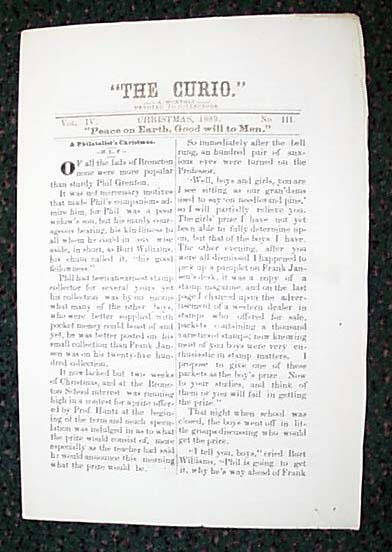 "THE CURIO."
A MONTHLY
DEVOTED TO COLLECTORS
Vol. IV. CHRISTMAS, 1889. No III.
"Peace on Earth, Good will to Men."
A Philatelist's Christmas.
OF all the lads of Bromton
none were more popular
than sturdy Phil Grenton.
It was not mercenary motives
that made Phil's companions ad-
mire him, for Phil was a poor
widow's son, but his manly cour-
ageous bearing, his kindliness to
all whom he could in any wise
aside, in short, as Burt Williams,
his chum called it, "his good
fellowness."
Phil had been an earnest stamp
collector for several years yet
his collection was by no means
what many of the other boys,
who were better supplied with
pocket money could boast of and
yet, he was better posted on his
small collection than Frank Jan-
sen was on his twenty-five hun-
dred collection.
It now lacked but two weeks
of Christmas, and at the Brom-
ton School interest was running
high in a contest for a prize offer-
ed by Prof. Hantz at the begin-
ing of the term and much specu-
lation was indulged in as to what
the prize would consist of, more
especially as the teacher had said
he would announce this morning
what the prize would be.
So immediately after the bell
rung, an hundred pair of anx-
ious eyes were turned on the
Professor.
"Well, boys and girls, you are
I see sitting as our gran'dams
used to say 'on needles and pins,'
so I will partially relieve you.
The girls' prize I have not yet
been able to fully determine up-
on, but that of the boys I have.
The other evening, after you
were all dismissed I happened to
pick up a pamplet on Frank Jan-
sen's desk, it was a copy of a
stamp magazine, and on the last
page I chanced upon the adver-
tisement of a western dealer in
stamps who offered for sale,
packets containing a thousand
varieties of stamps; now knowing
most of you boys were very en-
thusiastic in stamp matters, I
propose to give one of these
packets as the boy's prize. Now
to your studies, and think of
them or you will fail in getting
the prize."
That night when school was
closed, the boys went off in lit-
tle groups discussing who would
get the prize.
"I tell you, boys," cried Burt
Williams, "Phil is going to get
it, why he's way ahead of Frank